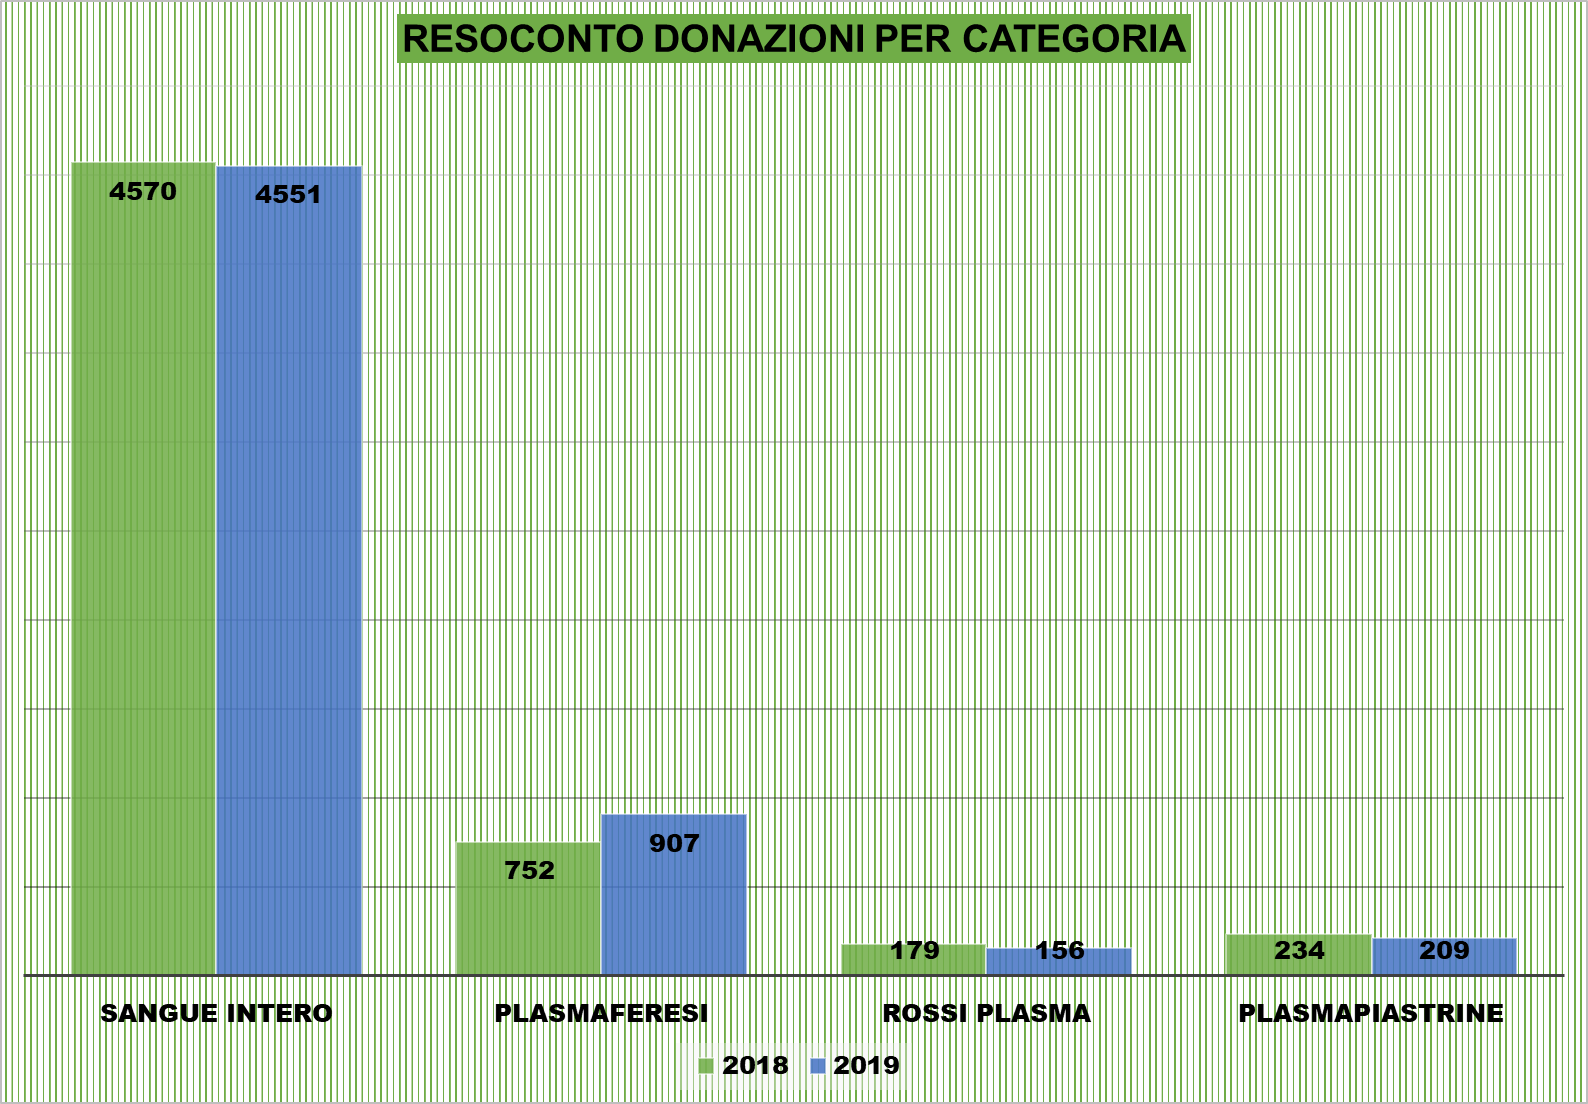 RESOCONTO DONAZIONI PER CATEGORIA
4570 4551
752 907
179 156 234 209
SANGUE INTERO PLASMAFERESI ROSSI PLASMA PLASMAPIASTRINE
2018 2019